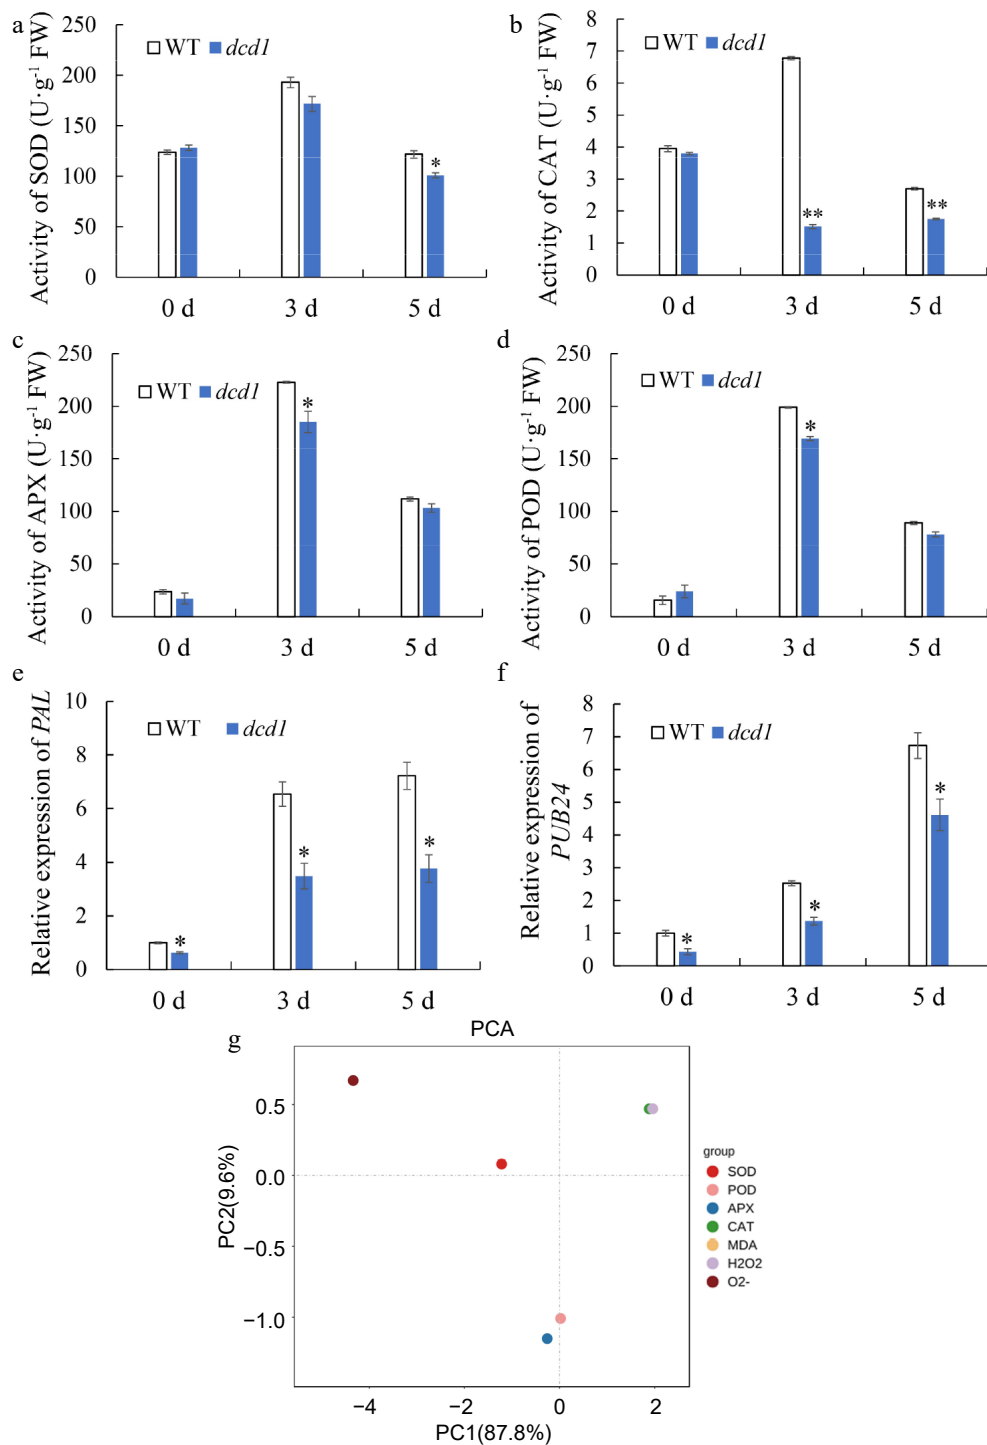 a
Activity of SOD (U·g⁻¹ FW)
250
200
150
100
50
0
WT dcd1
*
0 d 3 d 5 d
b
Activity of CAT (U·g⁻¹ FW)
8
7
6
5
4
3
2
1
0
WT dcd1
**
**
0 d 3 d 5 d
c
Activity of APX (U·g⁻¹ FW)
250
200
150
100
50
0
WT dcd1
*
0 d 3 d 5 d
d
Activity of POD (U·g⁻¹ FW)
250
200
150
100
50
0
WT dcd1
*
0 d 3 d 5 d
e
Relative expression of PAL
10
8
6
4
2
0
WT dcd1
*
*
*
0 d 3 d 5 d
f
Relative expression of
PUB24
8
7
6
5
4
3
2
1
0
WT dcd1
*
*
*
0 d 3 d 5 d
g
PCA
PC2(9.6%)
0.5
0.0
−0.5
−1.0
−4 −2 0 2
PC1(87.8%)
group
SOD
POD
APX
CAT
MDA
H2O2
O2-